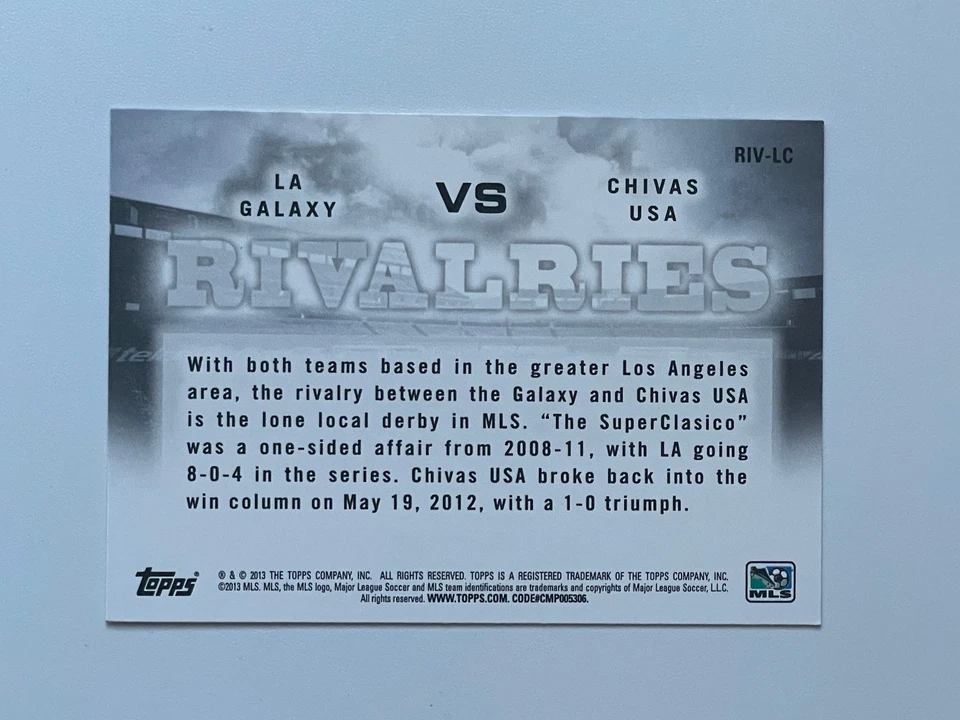 RIV-LC
LA
GALAXY
VS
CHIVAS
USA
RIVALRIES
With both teams based in the greater Los Angeles
area, the rivalry between the Galaxy and Chivas USA
is the lone local derby in MLS. “The SuperClasico”
was a one-sided affair from 2008-11, with LA going
8-0-4 in the series. Chivas USA broke back into the
win column on May 19, 2012, with a 1-0 triumph.
Topps®
® & © 2013 THE TOPPS COMPANY, INC. ALL RIGHTS RESERVED. TOPPS IS A REGISTERED TRADEMARK OF THE TOPPS COMPANY, INC.
©2013 MLS. MLS, the MLS logo, Major League Soccer and MLS team identifications are trademarks and copyrights of Major League Soccer, L.L.C.
All rights reserved. WWW.TOPPS.COM. CODE#CMP005306.
MLS